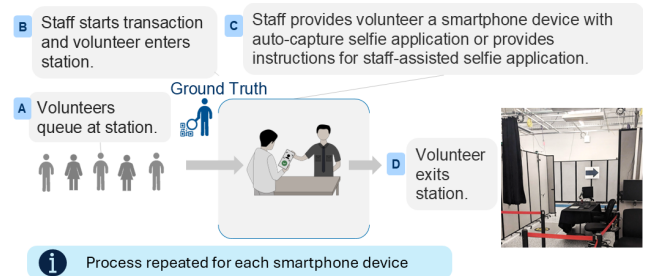 B Staff starts transaction
and volunteer enters
station.
C Staff provides volunteer a smartphone device with
auto-capture selfie application or provides
instructions for staff-assisted selfie application.
Ground Truth
A Volunteers
queue at station.
D Volunteer
exits
station.
i Process repeated for each smartphone device